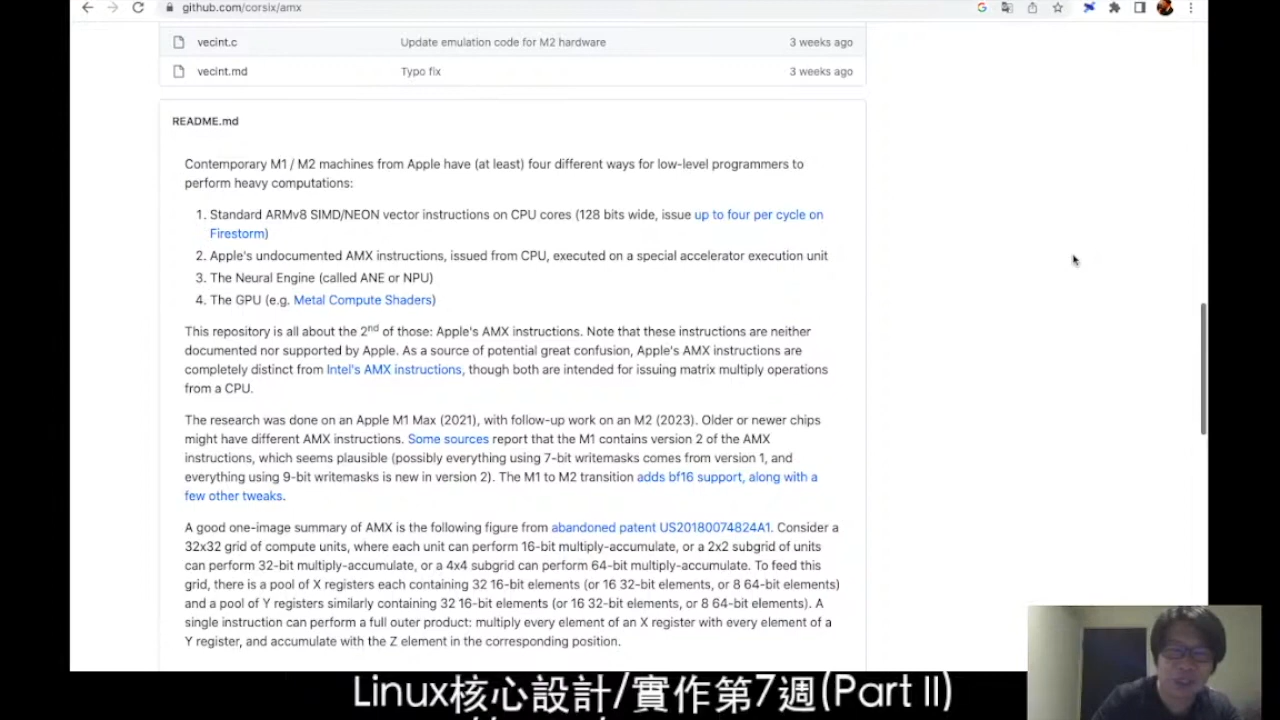 github.com/corsix/amx
vecint.c Update emulation code for M2 hardware 3 weeks ago
vecint.md Typo fix 3 weeks ago
README.md
Contemporary M1 / M2 machines from Apple have (at least) four different ways for low-level programmers to
perform heavy computations:
1. Standard ARMv8 SIMD/NEON vector instructions on CPU cores (128 bits wide, issue up to four per cycle on
Firestorm)
2. Apple's undocumented AMX instructions, issued from CPU, executed on a special accelerator execution unit
3. The Neural Engine (called ANE or NPU)
4. The GPU (e.g. Metal Compute Shaders)
This repository is all about the 2nd of those: Apple's AMX instructions. Note that these instructions are neither
documented nor supported by Apple. As a source of potential great confusion, Apple's AMX instructions are
completely distinct from Intel's AMX instructions, though both are intended for issuing matrix multiply operations
from a CPU.
The research was done on an Apple M1 Max (2021), with follow-up work on an M2 (2023). Older or newer chips
might have different AMX instructions. Some sources report that the M1 contains version 2 of the AMX
instructions, which seems plausible (possibly everything using 7-bit writemasks comes from version 1, and
everything using 9-bit writemasks is new in version 2). The M1 to M2 transition adds bf16 support, along with a
few other tweaks.
A good one-image summary of AMX is the following figure from abandoned patent US20180074824A1. Consider a
32x32 grid of compute units, where each unit can perform 16-bit multiply-accumulate, or a 2x2 subgrid of units
can perform 32-bit multiply-accumulate, or a 4x4 subgrid can perform 64-bit multiply-accumulate. To feed this
grid, there is a pool of X registers each containing 32 16-bit elements (or 16 32-bit elements, or 8 64-bit elements)
and a pool of Y registers similarly containing 32 16-bit elements (or 16 32-bit elements, or 8 64-bit elements). A
single instruction can perform a full outer product: multiply every element of an X register with every element of a
Y register, and accumulate with the Z element in the corresponding position.
Linux核心設計/實作第7週(Part II)